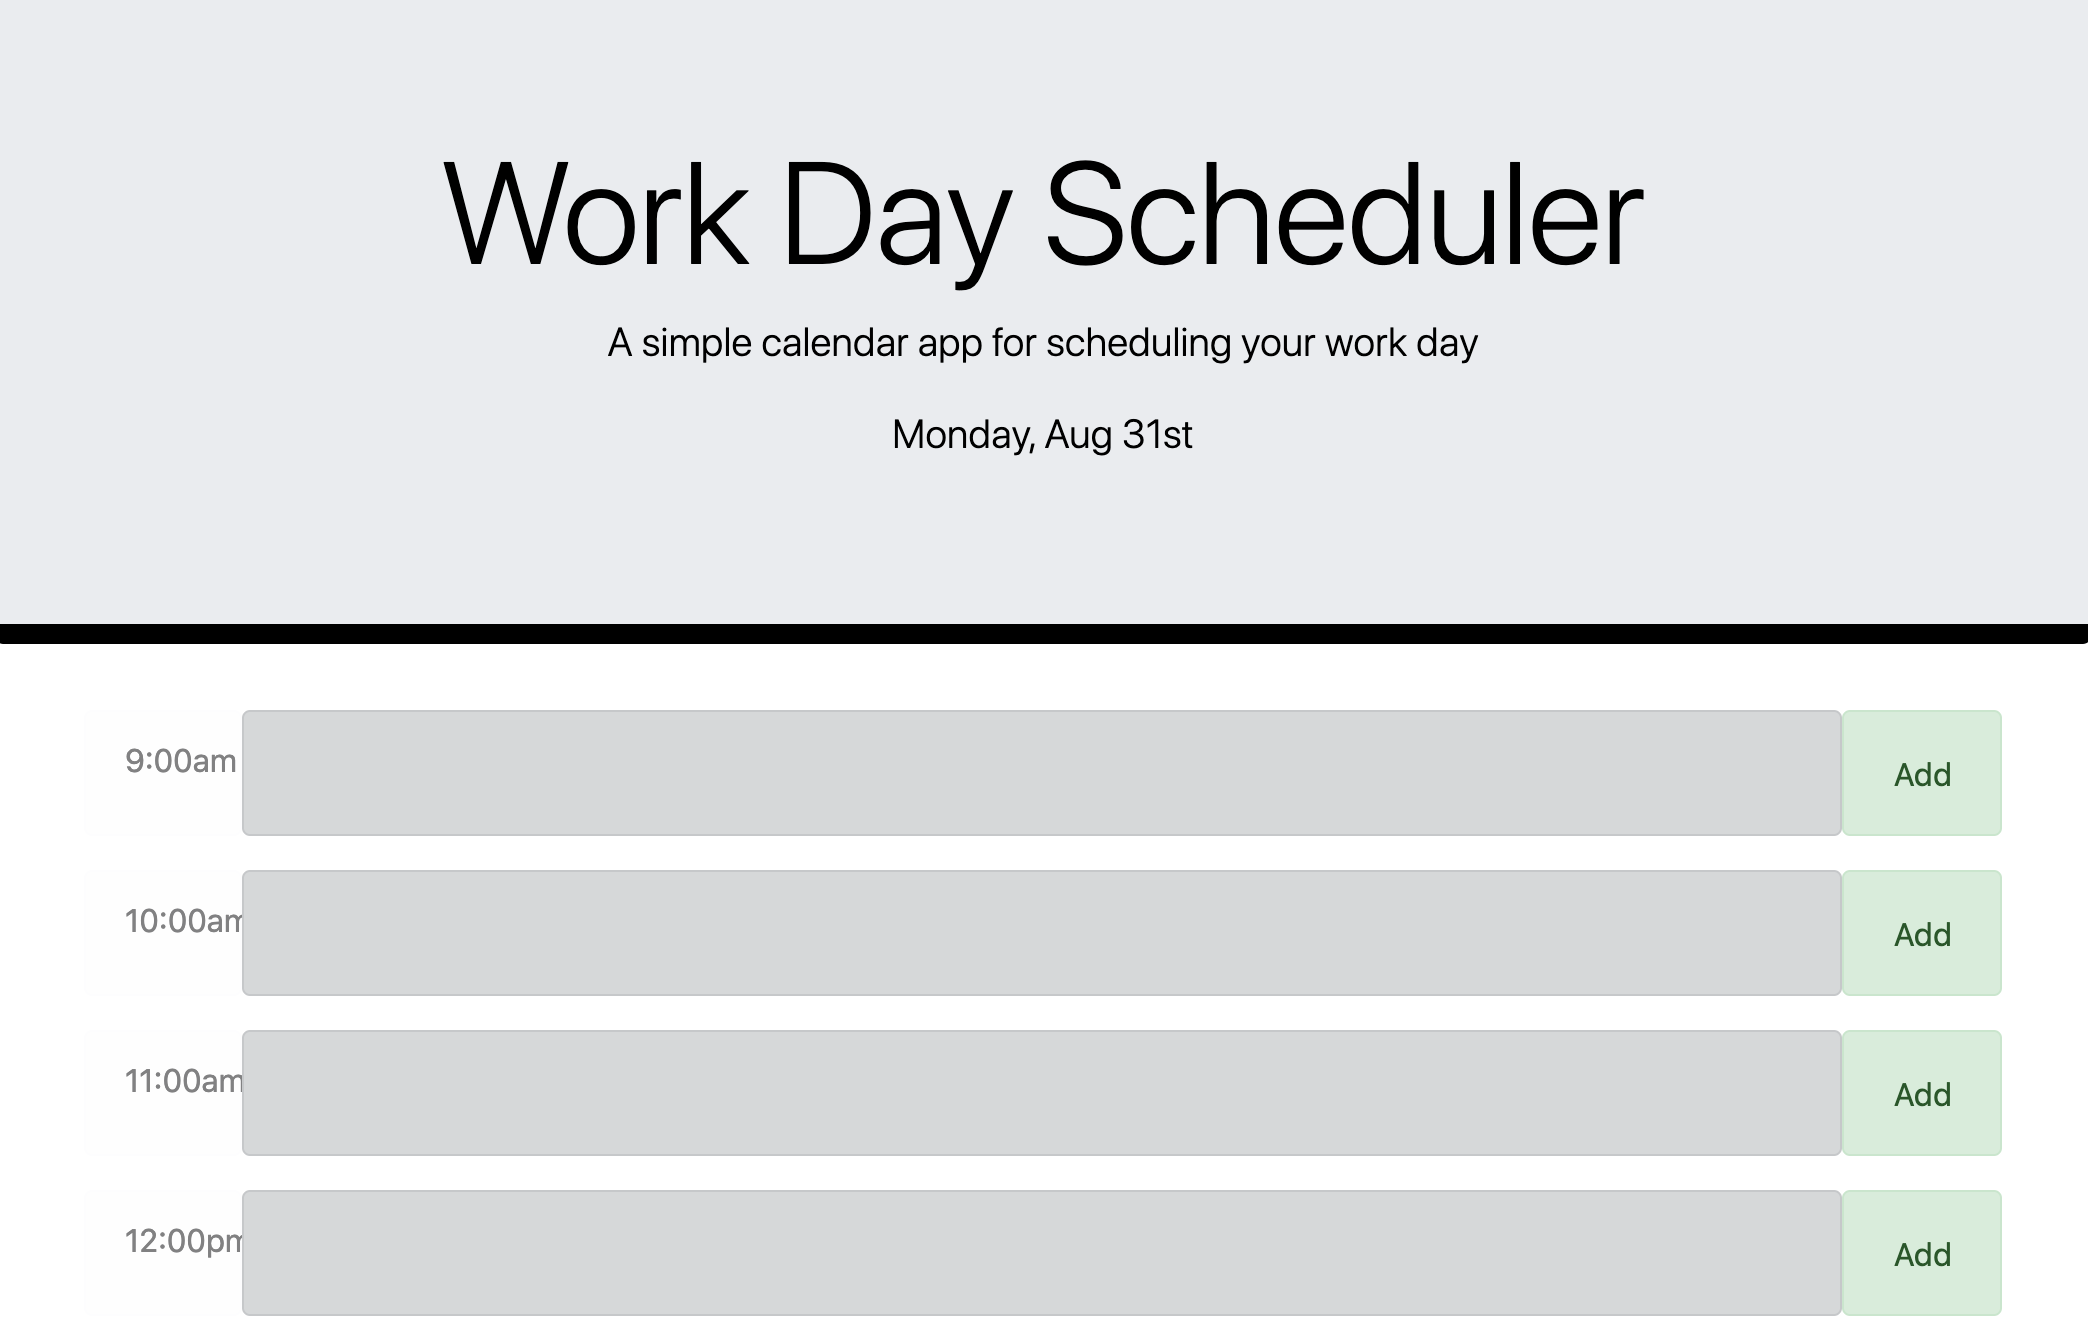 Work Day Scheduler
A simple calendar app for scheduling your work day
Monday, Aug 31st
9:00am Add
10:00am Add
11:00am Add
12:00pm Add